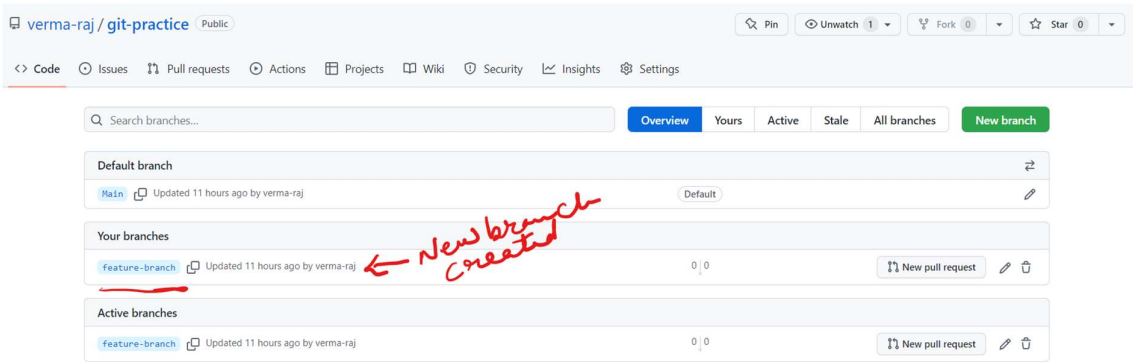 verma-raj / git-practice Public
Pin Unwatch 1 Fork 0 Star 0
<> Code Issues Pull requests Actions Projects Wiki Security Insights Settings
Search branches... Overview Yours Active Stale All branches New branch
Default branch
Main Updated 11 hours ago by verma-raj Default
Your branches
New branch
created
feature-branch Updated 11 hours ago by verma-raj 0 0 New pull request
Active branches
feature-branch Updated 11 hours ago by verma-raj 0 0 New pull request